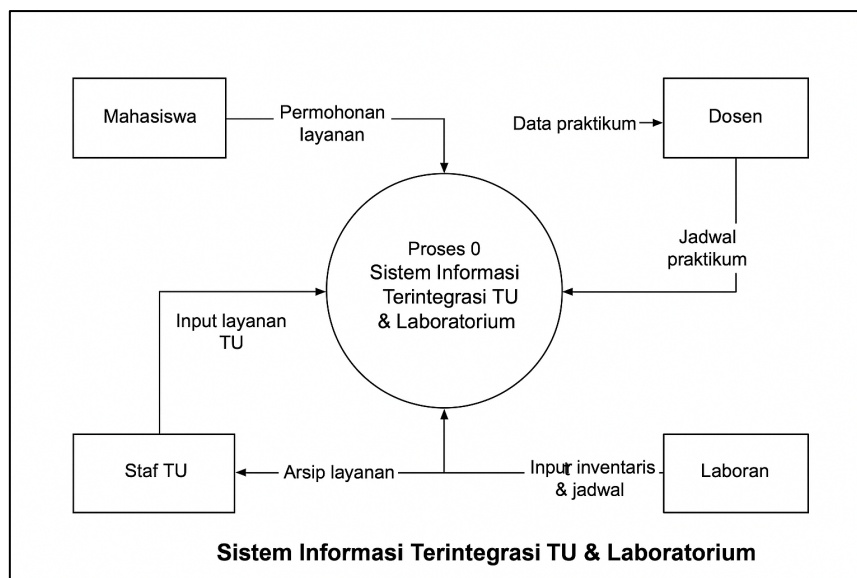 Mahasiswa
Permohonan
layanan
Data praktikum
Dosen
Jadwal
praktikum
Proses 0
Sistem Informasi
Terintegrasi TU
& Laboratorium
Input layanan
TU
Staf TU
Arsip layanan
Input inventaris
& jadwal
Laboran
Sistem Informasi Terintegrasi TU & Laboratorium